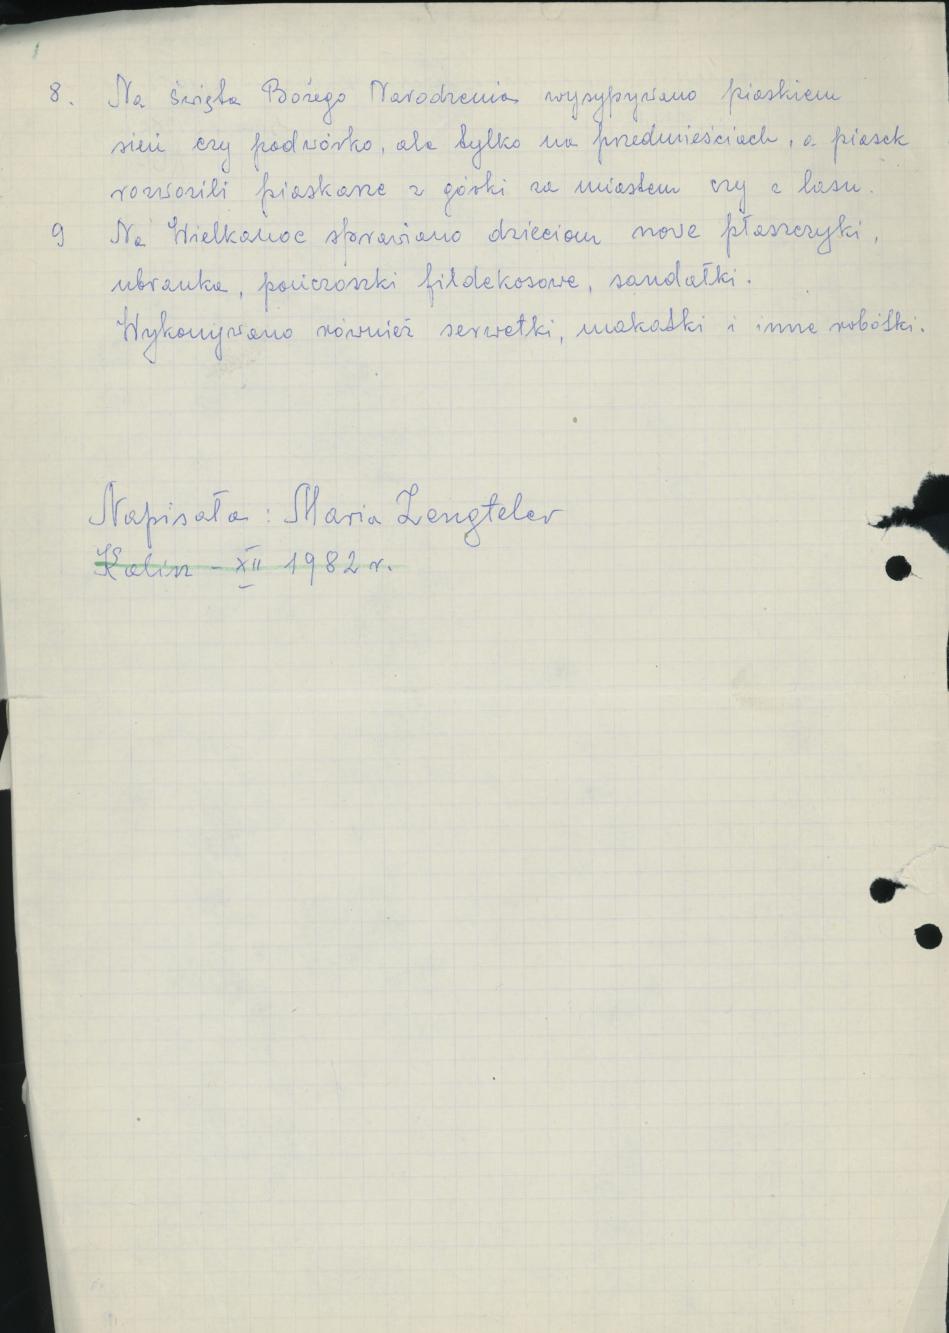 8. Na święta Bożego Narodzenia wysypywano piaskiem
sień czy podwórko, ale tylko na przedmieściach, a piasek
rozwozili piaskarze z górki za miastem czy z lasu.
9 Na Wielkanoc sprawiano dzieciom nowe płaszczyki,
ubranka, pończoszki fildekosowe, sandałki.
Wykonywano również serwetki, makatki i inne robótki.
Napisała: Maria Zengteler
Kalisz - XII 1982 r.